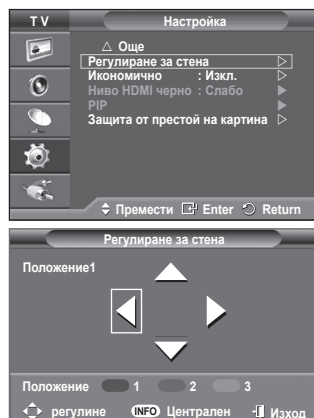 T V Настройка
△ Още
Регулиране за стена ▷
Икономично : Изкл. ▷
Ниво HDMI черно : Слабо ▶
PIP ▶
Защита от престой на картина ▷
Премести Enter Return
Регулиране за стена
Положение1
Положение 1 2 3
регулине INFO Централен Изход